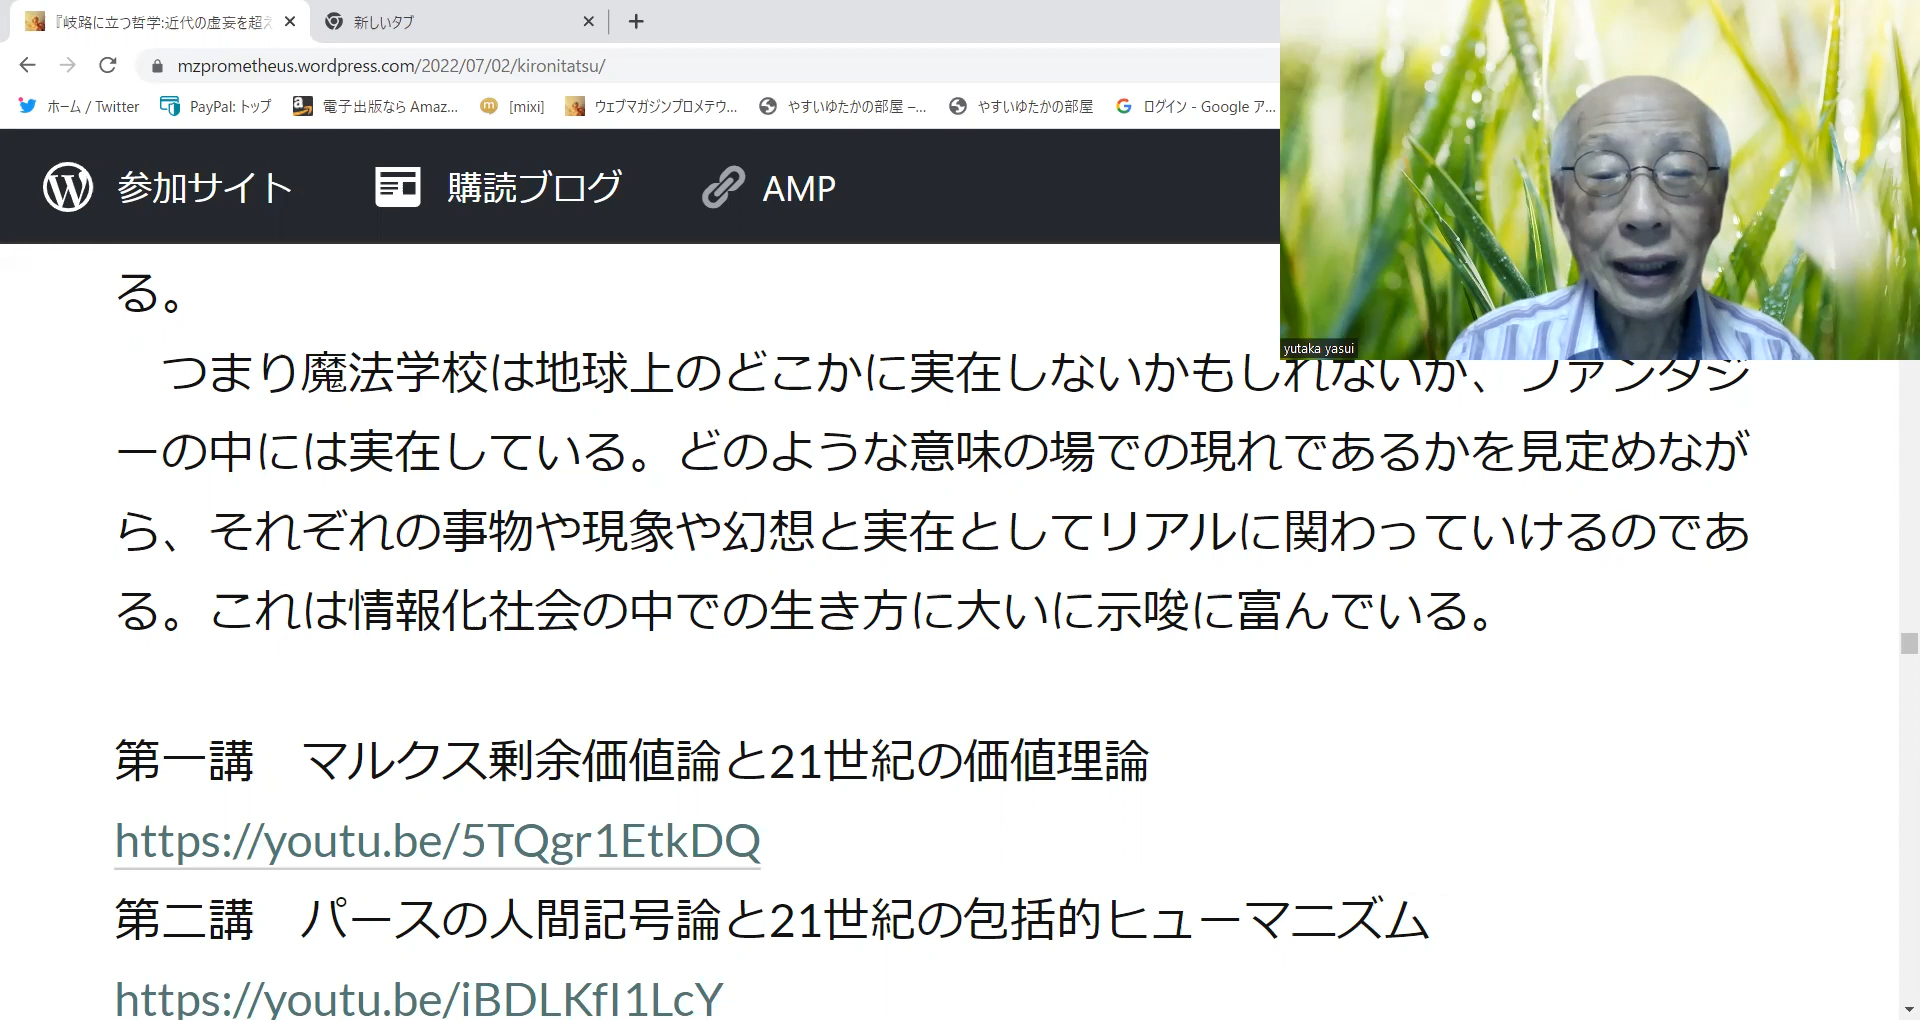 『岐路に立つ哲学:近代の虚妄を超え
新しいタブ
mzprometheus.wordpress.com/2022/07/02/kironitatsu/
ホーム / Twitter
PayPal: トップ
電子出版なら Amaz...
[mixi]
ウェブマガジンプロメテウ...
やすいゆたかの部屋 –...
やすいゆたかの部屋
ログイン - Google ア...
参加サイト
購読ブログ
AMP
yutaka yasui
る。
つまり魔法学校は地球上のどこかに実在しないかもしれないが、ファンタジ
ーの中には実在している。どのような意味の場での現れであるかを見定めなが
ら、それぞれの事物や現象や幻想と実在としてリアルに関わっていけるのであ
る。これは情報化社会の中での生き方に大いに示唆に富んでいる。
第一講　マルクス剰余価値論と21世紀の価値理論
https://youtu.be/5TQgr1EtkDQ
第二講　パースの人間記号論と21世紀の包括的ヒューマニズム
https://youtu.be/iBDLKfI1LcY